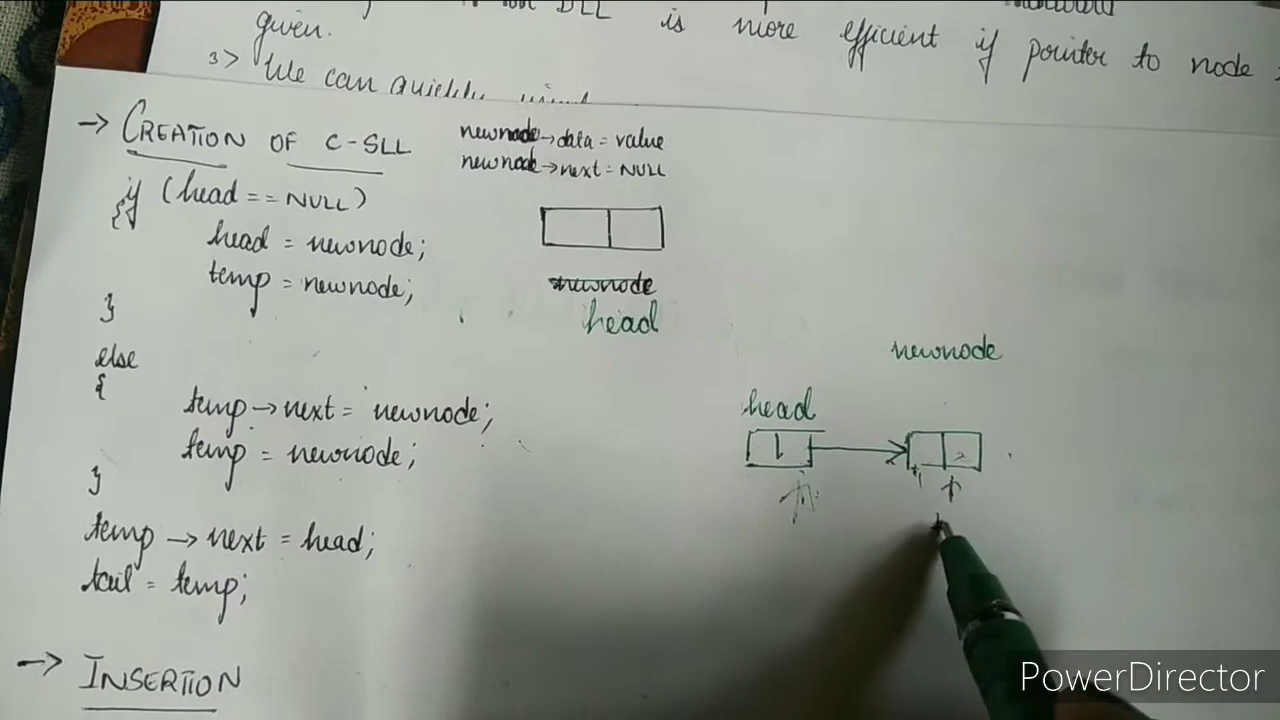 DLL is more efficient if pointer to node
given.
3> We can quickly
→ CREATION OF C-SLL
newnode→data = value
newnode→next = NULL
if (head == NULL)
{
head = newnode;
temp = newnode;
}
newnode
head
else
{
temp→next = newnode;
temp = newnode;
}
temp → next = head;
tail = temp;
newnode
head
→ INSERTION
PowerDirector